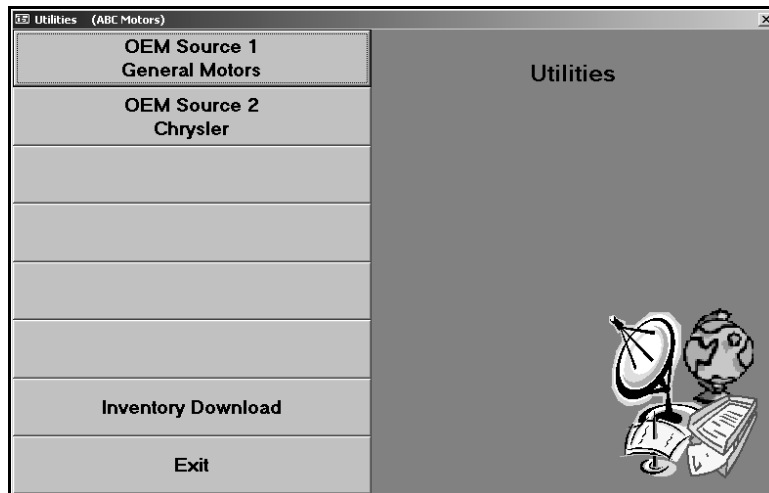 Utilities (ABC Motors)
OEM Source 1
General Motors
OEM Source 2
Chrysler
Inventory Download
Exit
Utilities